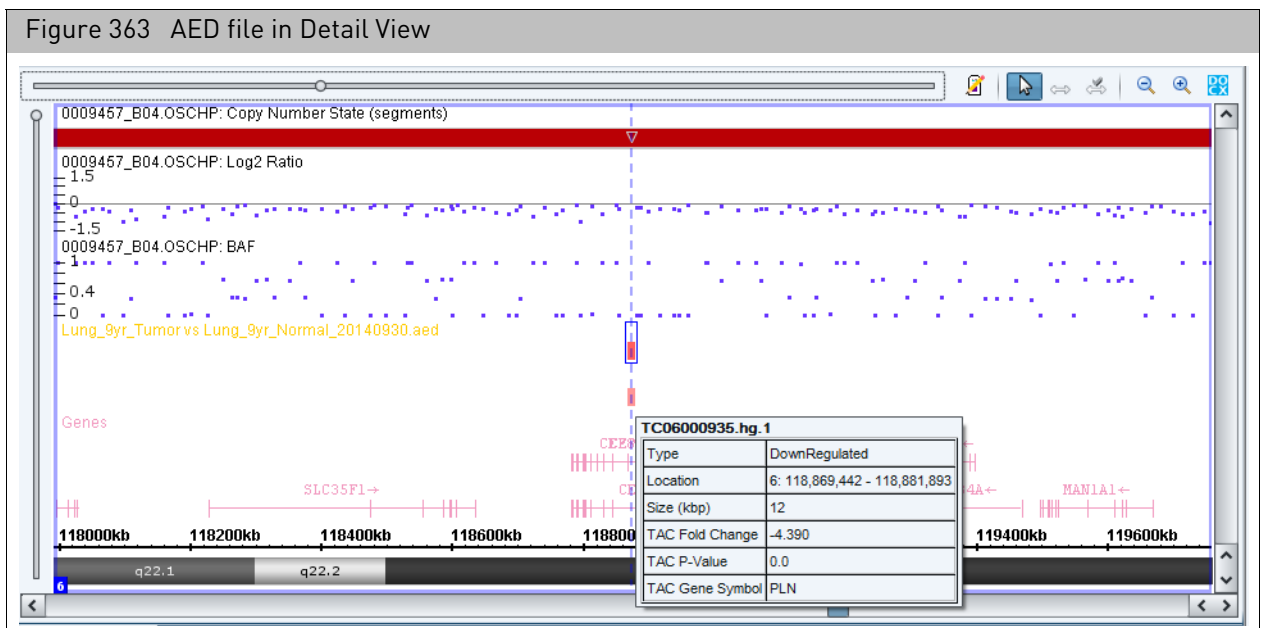 Figure 363 AED file in Detail View
0009457_B04.OSCHP: Copy Number State (segments)
0009457_B04.OSCHP: Log2 Ratio
1.5
0
-1.5
0009457_B04.OSCHP: BAF
1
0.4
0
Lung_9yr_Tumor vs Lung_9yr_Normal_20140930.aed
Genes
TC06000935.hg.1
Type DownRegulated
Location 6: 118,869,442 - 118,881,893
Size (kbp) 12
TAC Fold Change -4.390
TAC P-Value 0.0
TAC Gene Symbol PLN
SLC35F1→
4A←
MAN1A1←
118000kb 118200kb 118400kb 118600kb 118800 119400kb 119600kb
q22.1 q22.2
6